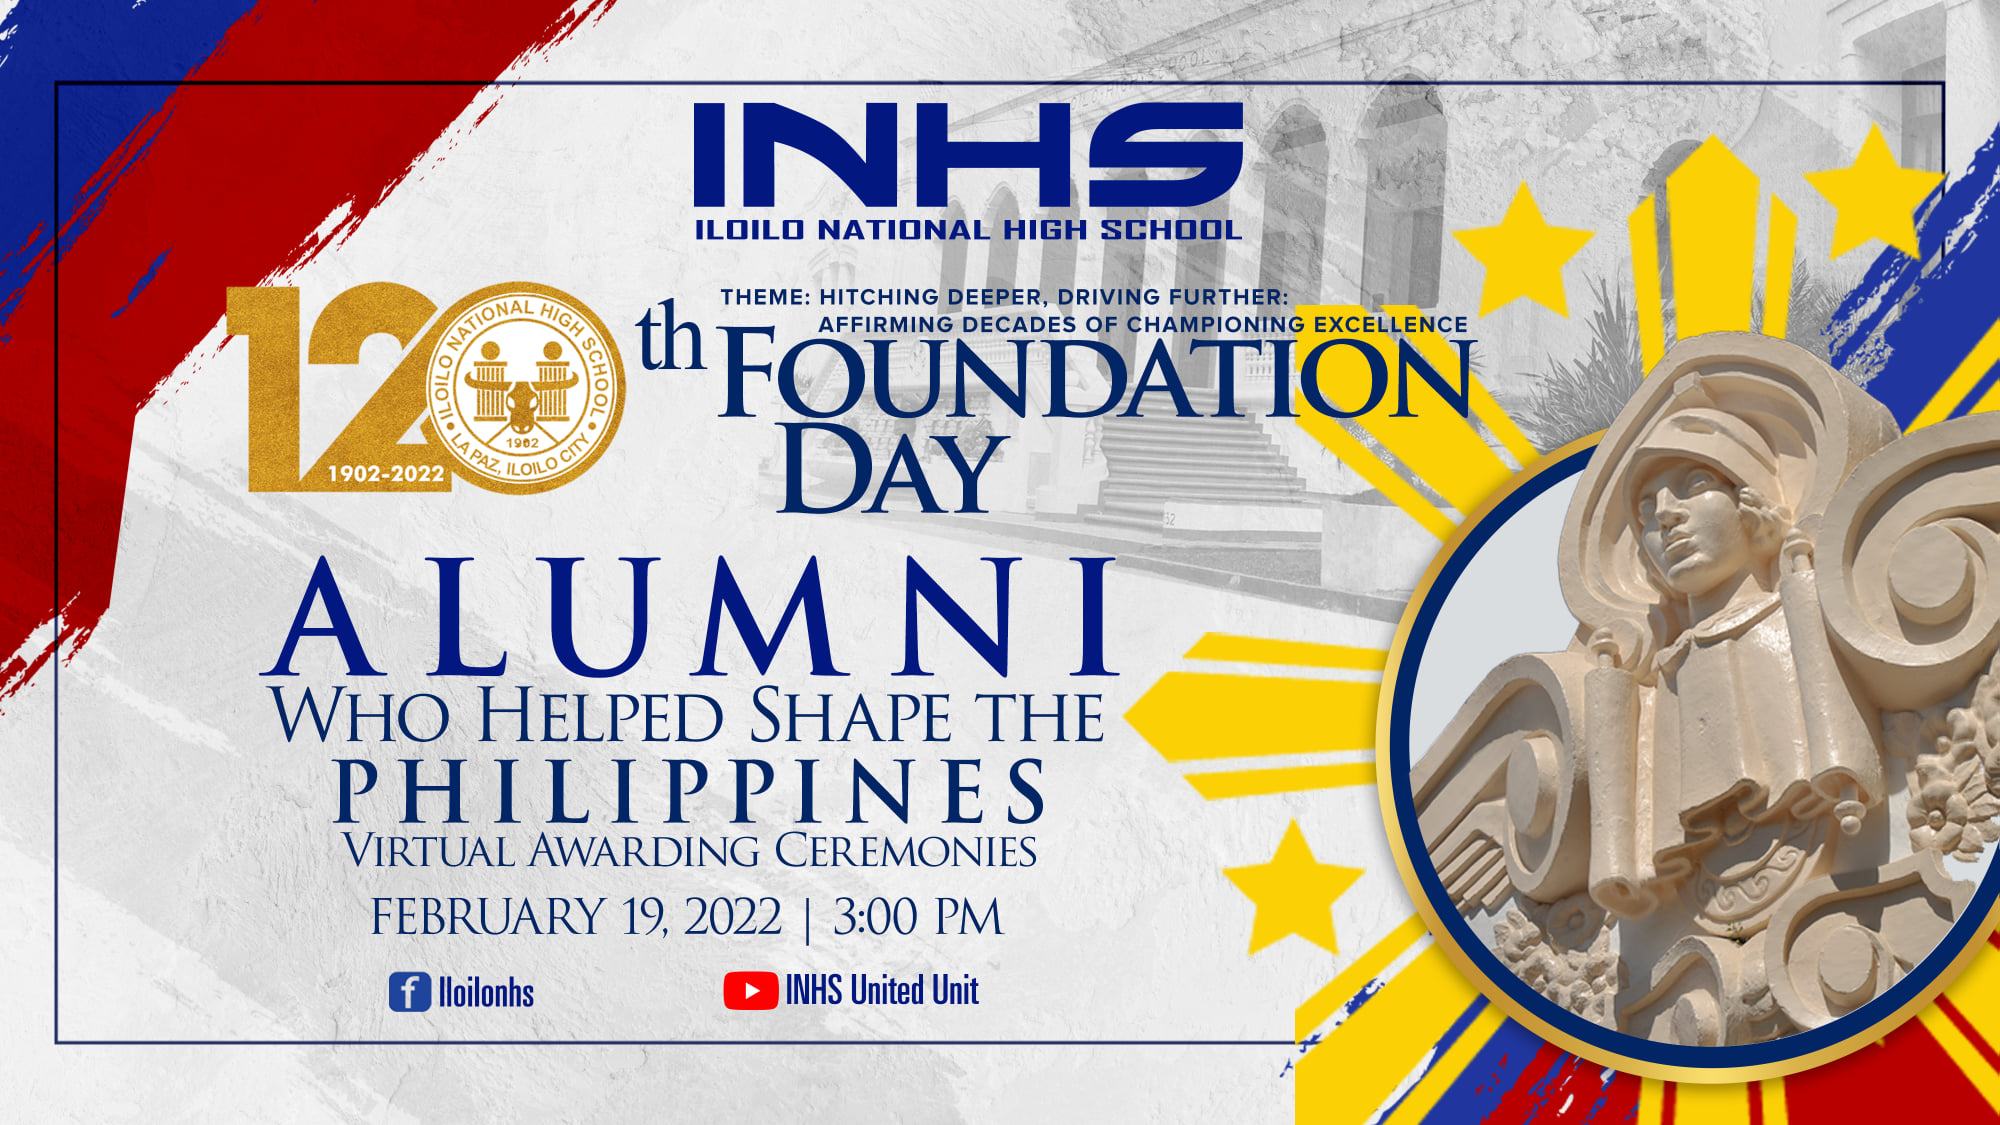 INHS
ILOILO NATIONAL HIGH SCHOOL
THEME: HITCHING DEEPER, DRIVING FURTHER:
AFFIRMING DECADES OF CHAMPIONING EXCELLENCE
120th FOUNDATION
DAY
ILOILO NATIONAL HIGH SCHOOL
1902
LA PAZ, ILOILO CITY
1902-2022
ALUMNI
WHO HELPED SHAPE THE
PHILIPPINES
VIRTUAL AWARDING CEREMONIES
FEBRUARY 19, 2022 | 3:00 PM
f Iloilonhs
INHS United Unit